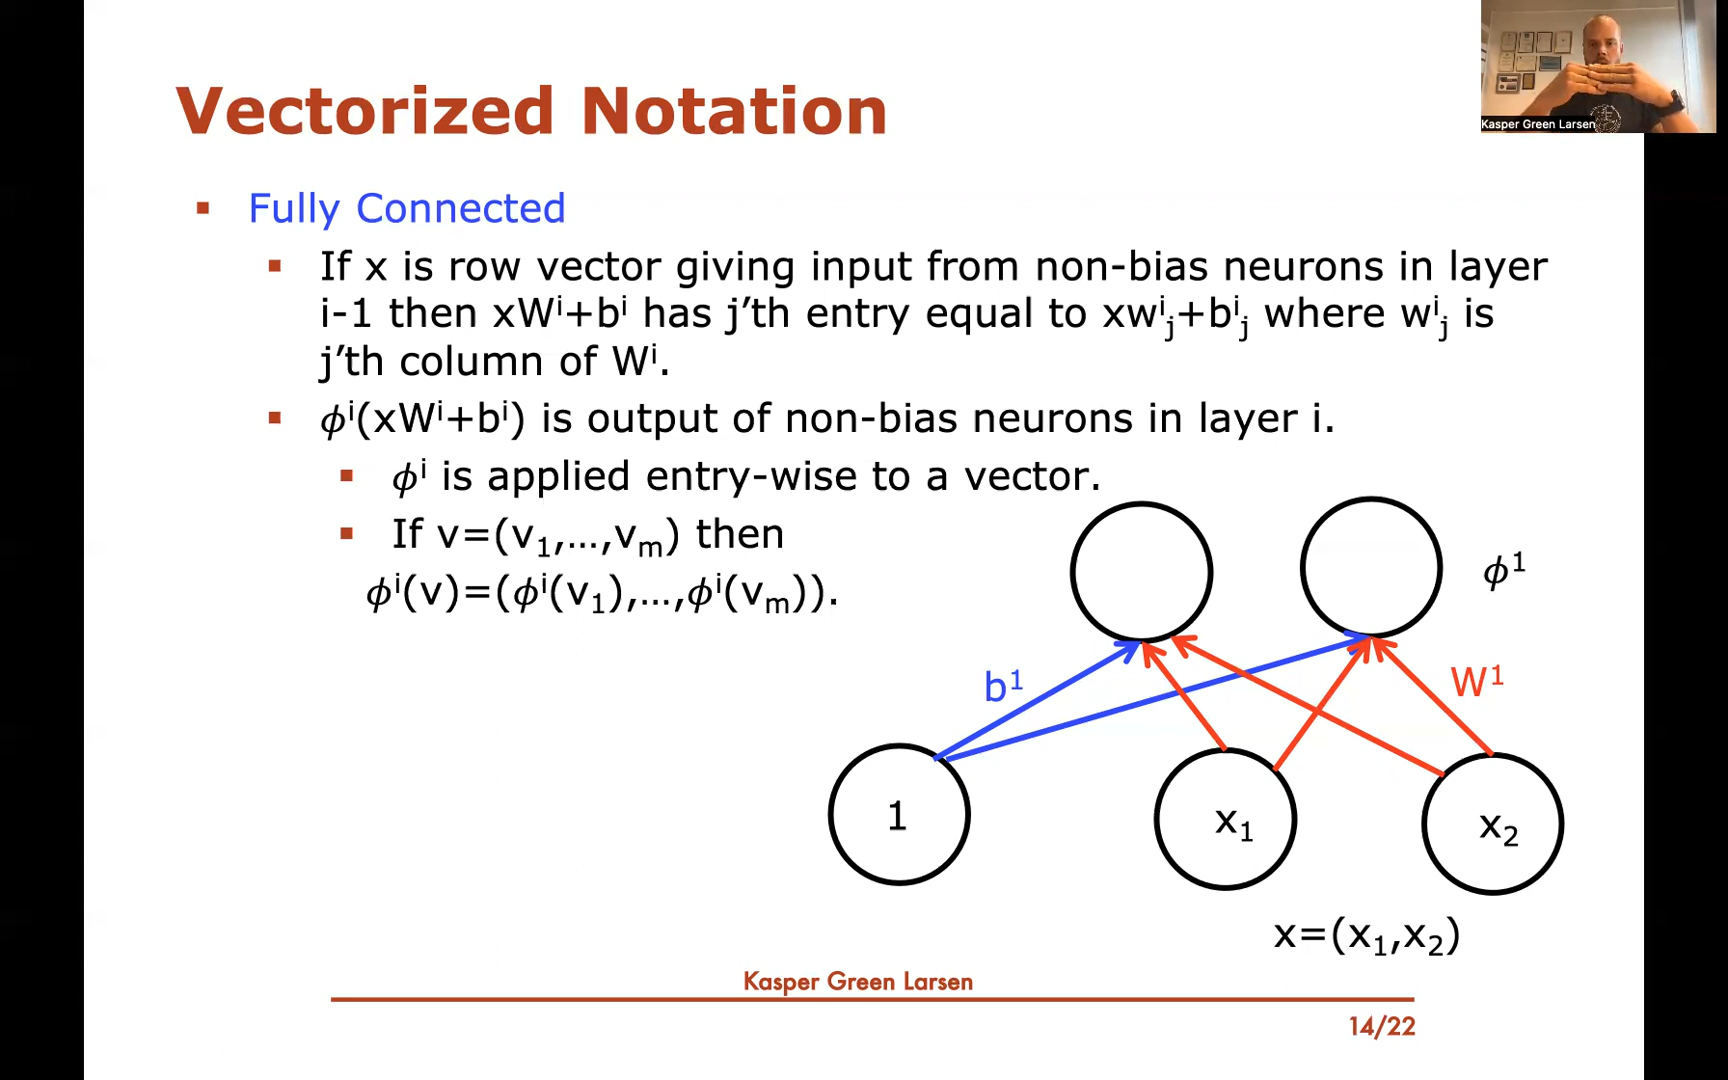 Vectorized Notation
Kasper Green Larsen
▪ Fully Connected
▪ If x is row vector giving input from non-bias neurons in layer
i-1 then xWⁱ+bⁱ has j’th entry equal to xwⁱⱼ+bⁱⱼ where wⁱⱼ is
j’th column of Wⁱ.
▪ ϕⁱ(xWⁱ+bⁱ) is output of non-bias neurons in layer i.
▪ ϕⁱ is applied entry-wise to a vector.
▪ If v=(v₁,…,vₘ) then
ϕⁱ(v)=(ϕⁱ(v₁),…,ϕⁱ(vₘ)).
ϕ¹
b¹
W¹
1
x₁
x₂
x=(x₁,x₂)
Kasper Green Larsen
14/22